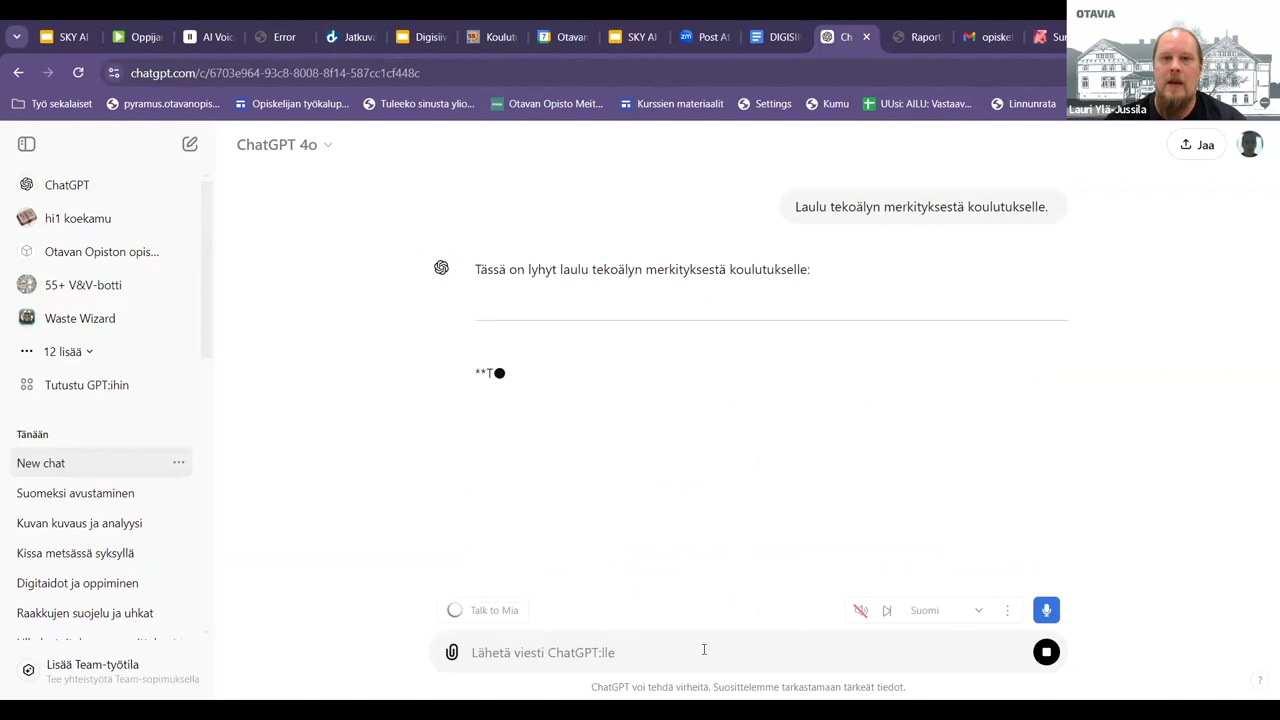 OTAVIA
Lauri Ylä-Jussila
SKY AI
Oppija
AI Voic
Error
Jatkuv
Digisiiv
Koulut
Otavan
SKY AI
Post At
DIGISII
Ch
Raport
opiskel
Sun
chatgpt.com/c/6703e964-93c8-8008-8f14-587cc1cf448c
Työ sekalaiset
pyramus.otavanopis...
Opiskelijan työkalup...
Tuleeko sinusta ylio...
Otavan Opisto Meit...
Kurssien materiaalit
Settings
Kumu
UUsi: AILU: Vastaav...
Linnunrata
ChatGPT 4o
Jaa
ChatGPT
hi1 koekamu
Otavan Opiston opis...
55+ V&V-botti
Waste Wizard
12 lisää
Tutustu GPT:ihin
Tänään
New chat
Suomeksi avustaminen
Kuvan kuvaus ja analyysi
Kissa metsässä syksyllä
Digitaidot ja oppiminen
Raakkujen suojelu ja uhkat
Lisää Team-työtila
Tee yhteistyötä Team-sopimuksella
Laulu tekoälyn merkityksestä koulutukselle.
Tässä on lyhyt laulu tekoälyn merkityksestä koulutukselle:
**T
Talk to Mia
Suomi
Lähetä viesti ChatGPT:lle
ChatGPT voi tehdä virheitä. Suosittelemme tarkastamaan tärkeät tiedot.
?